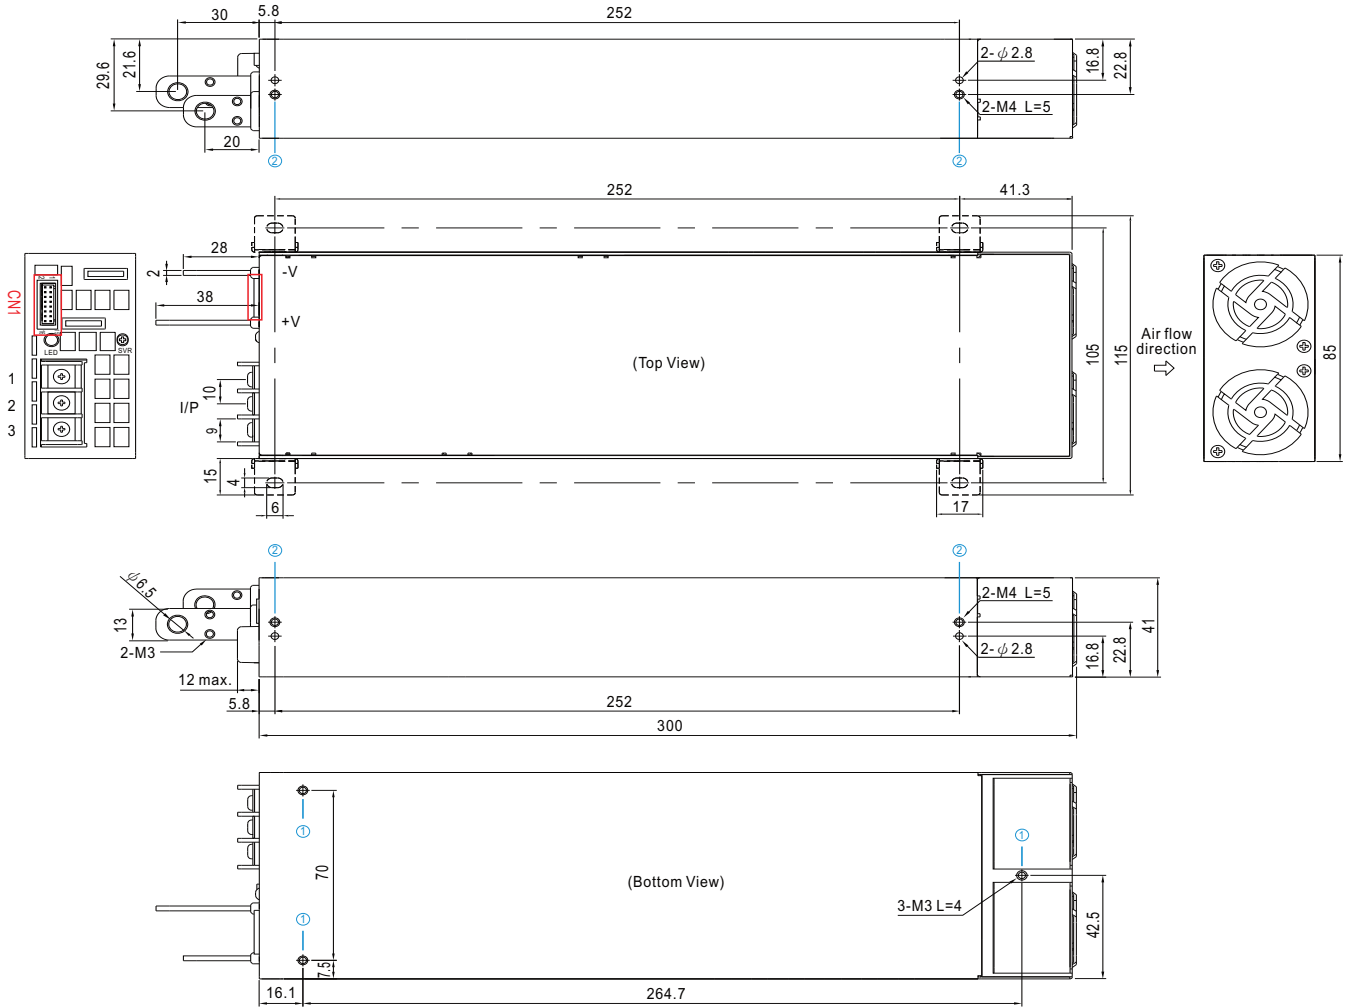 30
5.8
252
29.6
21.6
2-ϕ2.8
16.8
22.8
2-M4 L=5
20
②
②
252
41.3
28
2
-V
38
+V
CN1
LED
SVR
1
2
3
(Top View)
10
I/P
9
15
4
6
17
105
115
Air flow
direction
85
②
②
ϕ6.5
13
2-M3
12 max.
5.8
2-M4 L=5
2-ϕ2.8
16.8
22.8
41
252
300
①
①
①
70
(Bottom View)
3-M3 L=4
42.5
7.5
16.1
264.7